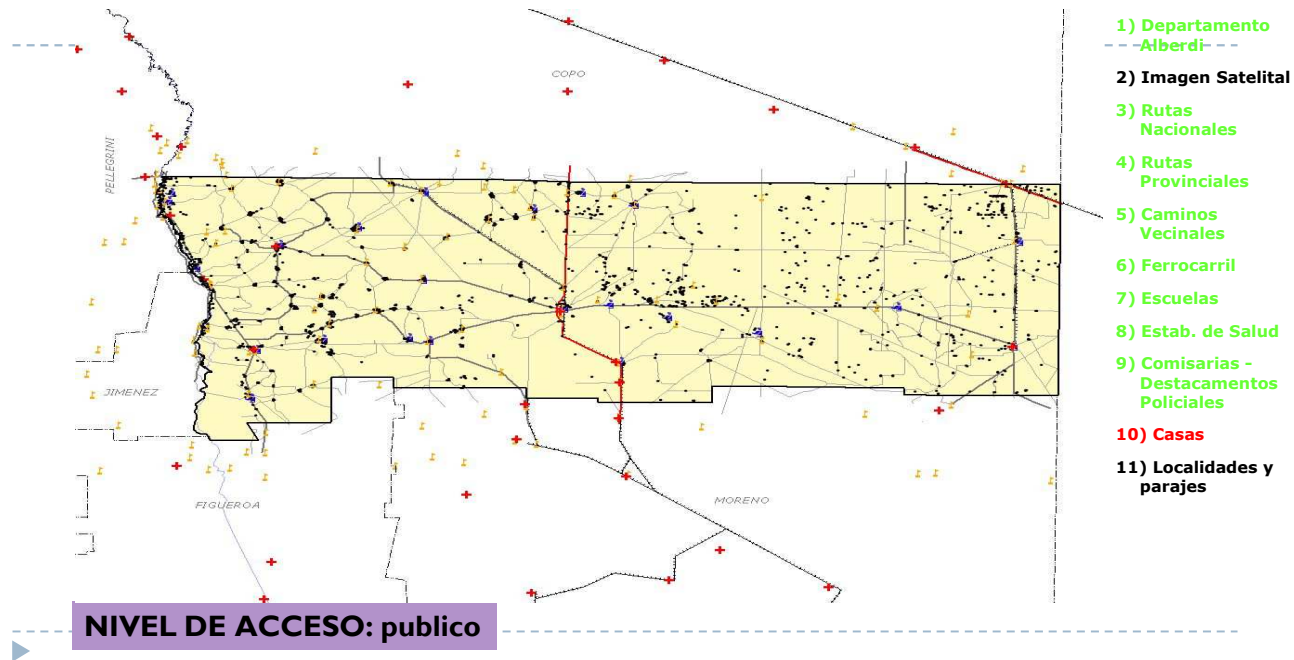 COPO
PELLEGRINI
JIMENEZ
FIGUEROA
MORENO
1) Departamento
Alberdi
2) Imagen Satelital
3) Rutas
Nacionales
4) Rutas
Provinciales
5) Caminos
Vecinales
6) Ferrocarril
7) Escuelas
8) Estab. de Salud
9) Comisarias -
Destacamentos
Policiales
10) Casas
11) Localidades y
parajes
NIVEL DE ACCESO: publico